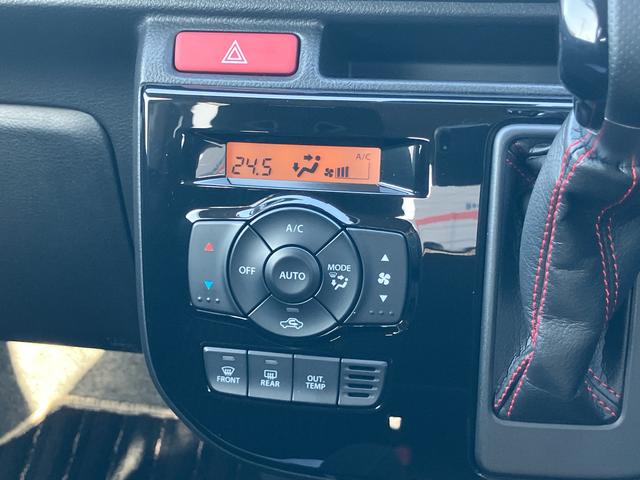 24.5
A/C
A/C
OFF
AUTO
MODE
FRONT
REAR
OUT
TEMP